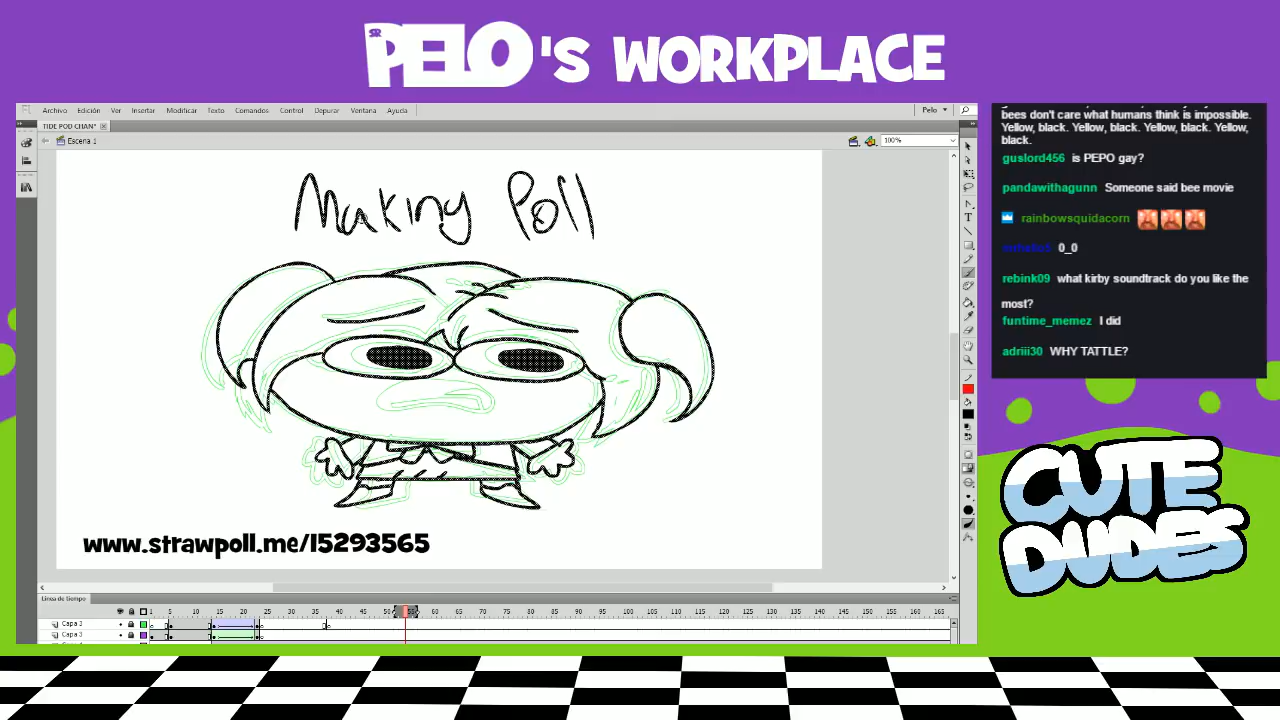 PELO'S WORKPLACE
Archivo Edición Ver Insertar Modificar Texto Comandos Control Depurar Ventana Ayuda
Pelo
TIDE POD CHAN*
Escena 1
100%
Making Poll
www.strawpoll.me/15293565
Línea de tiempo
1 5 10 15 20 25 30 35 40 45 50 55 60 65 70 75 80 85 90 95 100 105 110 115 120 125 130 135 140 145 150 155 160 165
Capa 3
Capa 3
bees don't care what humans think is impossible.
Yellow, black. Yellow, black. Yellow, black. Yellow,
black.
guslord456 is PEPO gay?
pandawithagunn Someone said bee movie
rainbowsquidacorn
0_0
rebink09 what kirby soundtrack do you like the
most?
funtime_memez I did
adriii30 WHY TATTLE?
CUTE
DUDES